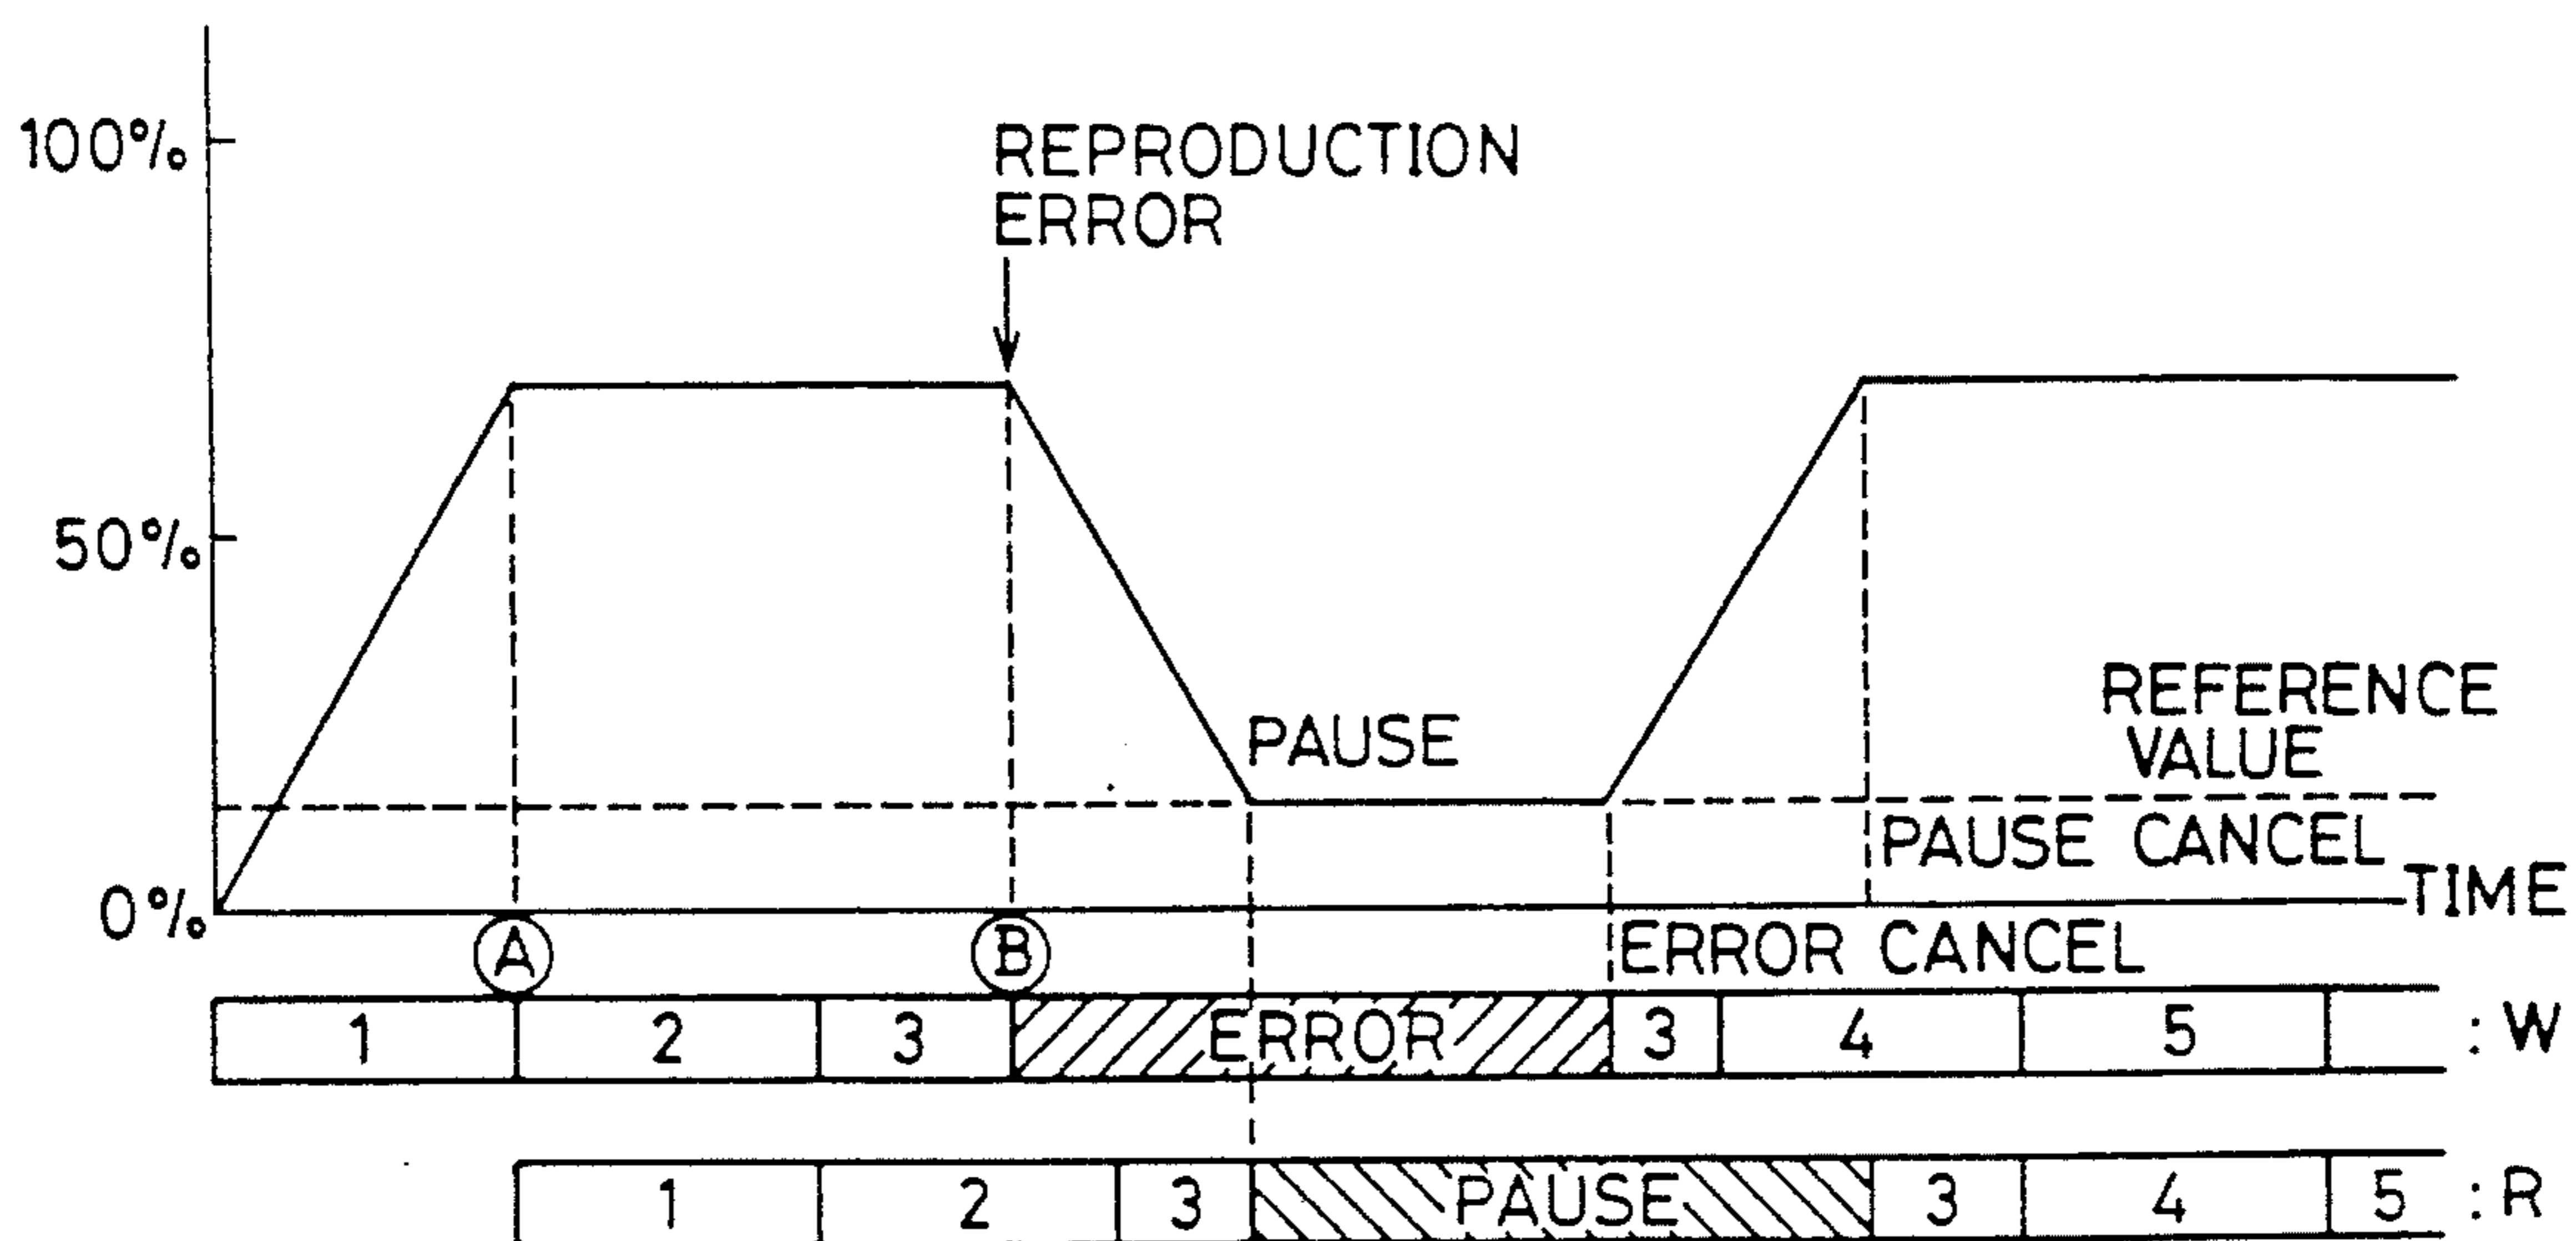 100%
REPRODUCTION
ERROR
50%
PAUSE
REFERENCE
VALUE
PAUSE CANCEL
0%
TIME
A
B
ERROR CANCEL
1 2 3 ERROR 3 4 5 :W
1 2 3 PAUSE 3 4 5 :R